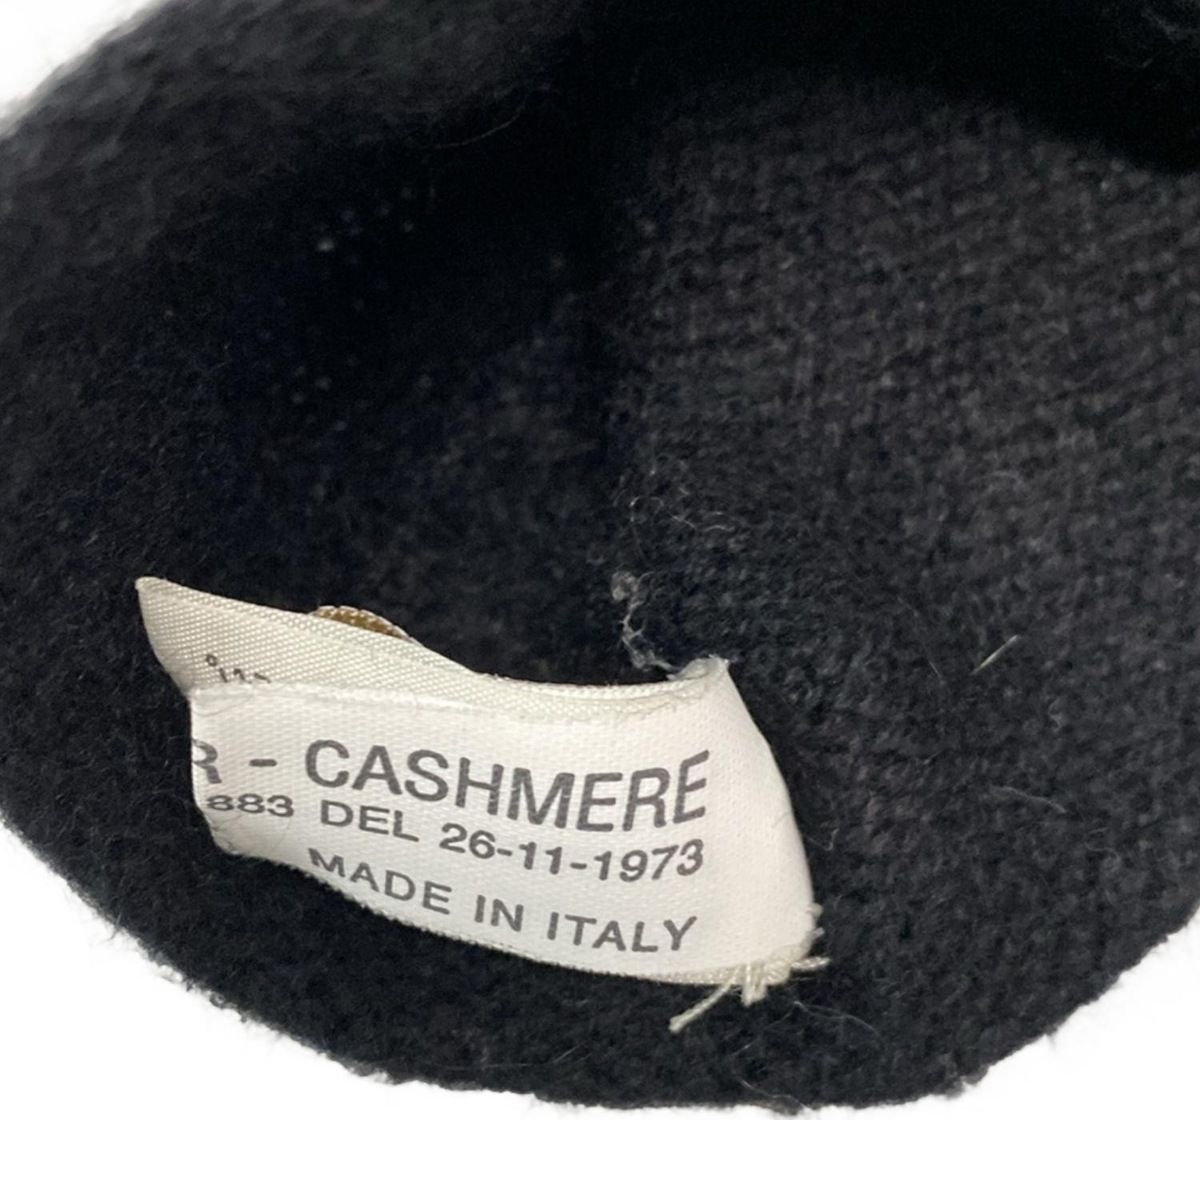 R - CASHMERE
883 DEL 26-11-1973
MADE IN ITALY